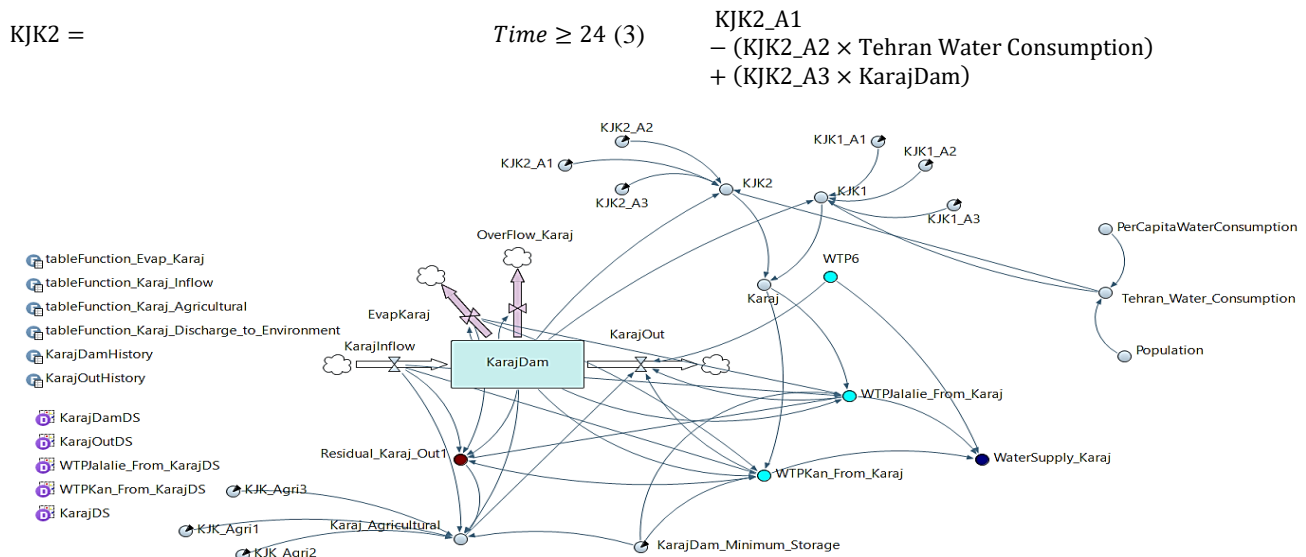 KJK2 =
Time ≥ 24 (3)
KJK2_A1
− (KJK2_A2 × Tehran Water Consumption)
+ (KJK2_A3 × KarajDam)
KJK2_A2
KJK1_A1
KJK2_A1
KJK1_A2
KJK2
KJK1
KJK2_A3
KJK1_A3
OverFlow_Karaj
PerCapitaWaterConsumption
tableFunction_Evap_Karaj
WTP6
tableFunction_Karaj_Inflow
Karaj
tableFunction_Karaj_Agricultural
Tehran_Water_Consumption
EvapKaraj
tableFunction_Karaj_Discharge_to_Environment
KarajInflow
KarajOut
KarajDamHistory
KarajDam
Population
KarajOutHistory
WTPJalalie_From_Karaj
KarajDamDS
KarajOutDS
Residual_Karaj_Out1
WaterSupply_Karaj
WTPJalalie_From_KarajDS
WTPKan_From_Karaj
WTPKan_From_KarajDS
KJK_Agri3
KarajDS
Karaj_Agricultural
KJK_Agri1
KarajDam_Minimum_Storage
KJK_Agri2